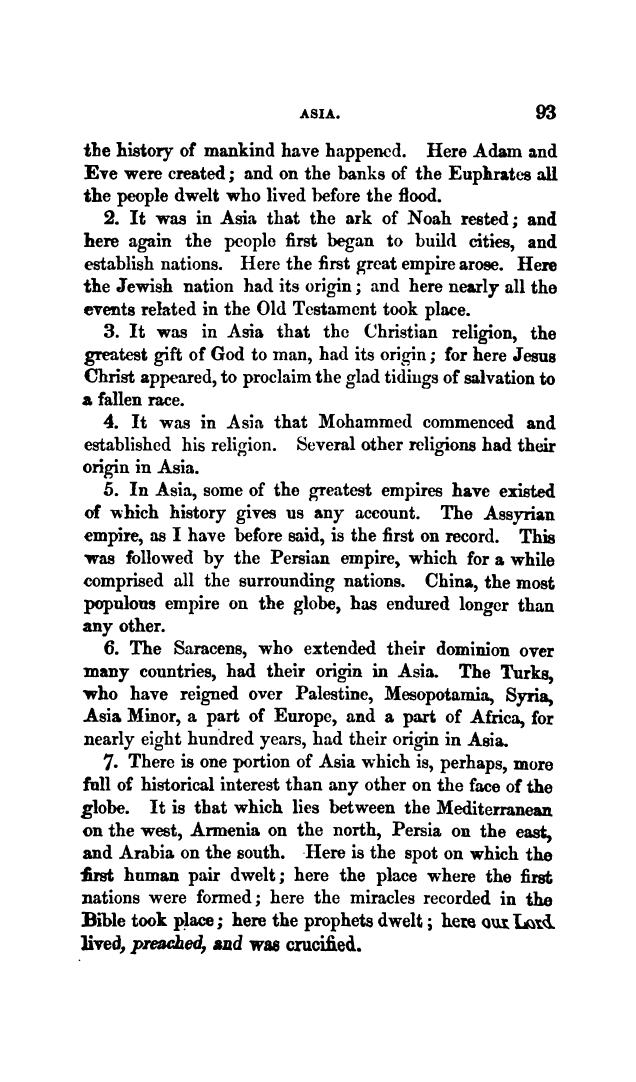 ASIA. 93
the history of mankind have happened. Here Adam and
Eve were created; and on the banks of the Euphrates all
the people dwelt who lived before the flood.
2. It was in Asia that the ark of Noah rested; and
here again the people first began to build cities, and
establish nations. Here the first great empire arose. Here
the Jewish nation had its origin; and here nearly all the
events related in the Old Testament took place.
3. It was in Asia that the Christian religion, the
greatest gift of God to man, had its origin; for here Jesus
Christ appeared, to proclaim the glad tidings of salvation to
a fallen race.
4. It was in Asia that Mohammed commenced and
established his religion. Several other religions had their
origin in Asia.
5. In Asia, some of the greatest empires have existed
of which history gives us any account. The Assyrian
empire, as I have before said, is the first on record. This
was followed by the Persian empire, which for a while
comprised all the surrounding nations. China, the most
populous empire on the globe, has endured longer than
any other.
6. The Saracens, who extended their dominion over
many countries, had their origin in Asia. The Turks,
who have reigned over Palestine, Mesopotamia, Syria,
Asia Minor, a part of Europe, and a part of Africa, for
nearly eight hundred years, had their origin in Asia.
7. There is one portion of Asia which is, perhaps, more
full of historical interest than any other on the face of the
globe. It is that which lies between the Mediterranean
on the west, Armenia on the north, Persia on the east,
and Arabia on the south. Here is the spot on which the
first human pair dwelt; here the place where the first
nations were formed; here the miracles recorded in the
Bible took place; here the prophets dwelt; here our Lord
lived, preached, and was crucified.